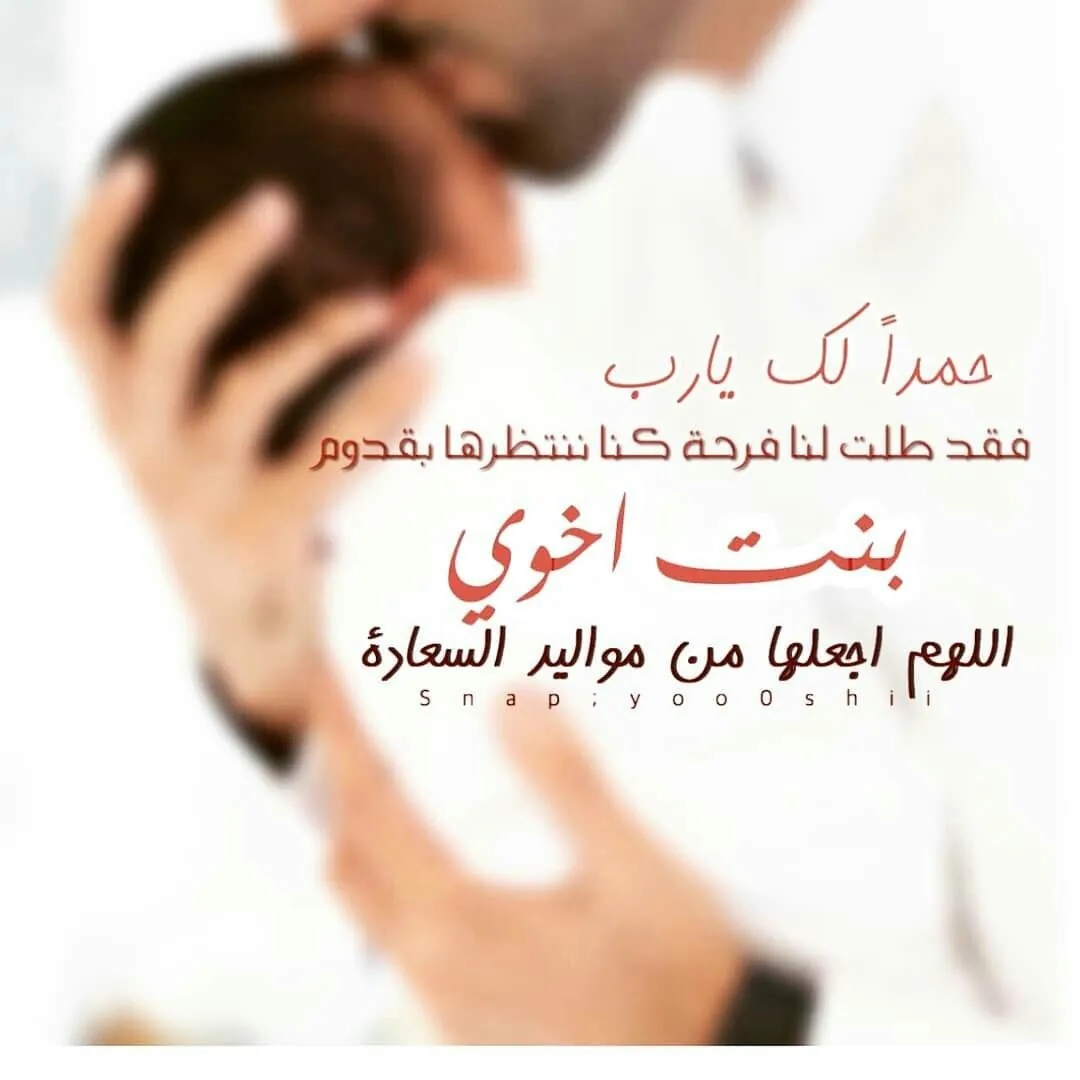 حمداً لك يارب
فقد طلت لنا فرحة كنا ننتظرها بقدوم
بنت اخوي
اللهم اجعلها من مواليد السعادة
Snap;yoo0shii